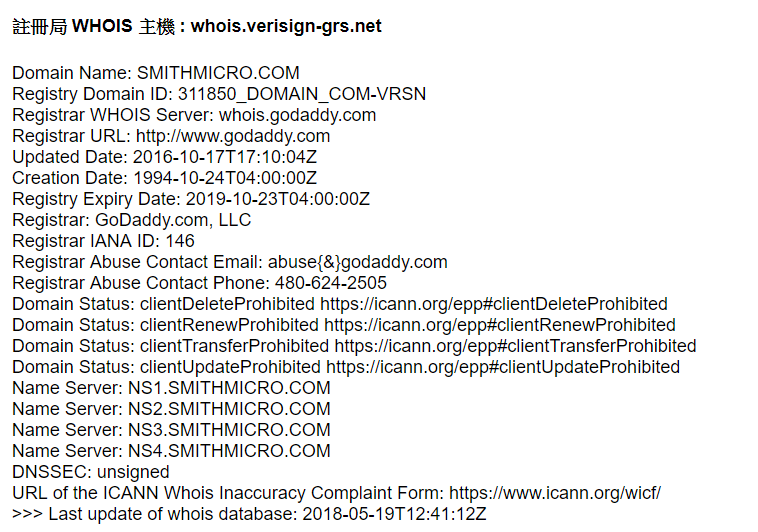 註冊局 WHOIS 主機 : whois.verisign-grs.net
Domain Name: SMITHMICRO.COM
Registry Domain ID: 311850_DOMAIN_COM-VRSN
Registrar WHOIS Server: whois.godaddy.com
Registrar URL: http://www.godaddy.com
Updated Date: 2016-10-17T17:10:04Z
Creation Date: 1994-10-24T04:00:00Z
Registry Expiry Date: 2019-10-23T04:00:00Z
Registrar: GoDaddy.com, LLC
Registrar IANA ID: 146
Registrar Abuse Contact Email: abuse{&}godaddy.com
Registrar Abuse Contact Phone: 480-624-2505
Domain Status: clientDeleteProhibited https://icann.org/epp#clientDeleteProhibited
Domain Status: clientRenewProhibited https://icann.org/epp#clientRenewProhibited
Domain Status: clientTransferProhibited https://icann.org/epp#clientTransferProhibited
Domain Status: clientUpdateProhibited https://icann.org/epp#clientUpdateProhibited
Name Server: NS1.SMITHMICRO.COM
Name Server: NS2.SMITHMICRO.COM
Name Server: NS3.SMITHMICRO.COM
Name Server: NS4.SMITHMICRO.COM
DNSSEC: unsigned
URL of the ICANN Whois Inaccuracy Complaint Form: https://www.icann.org/wicf/
>>> Last update of whois database: 2018-05-19T12:41:12Z